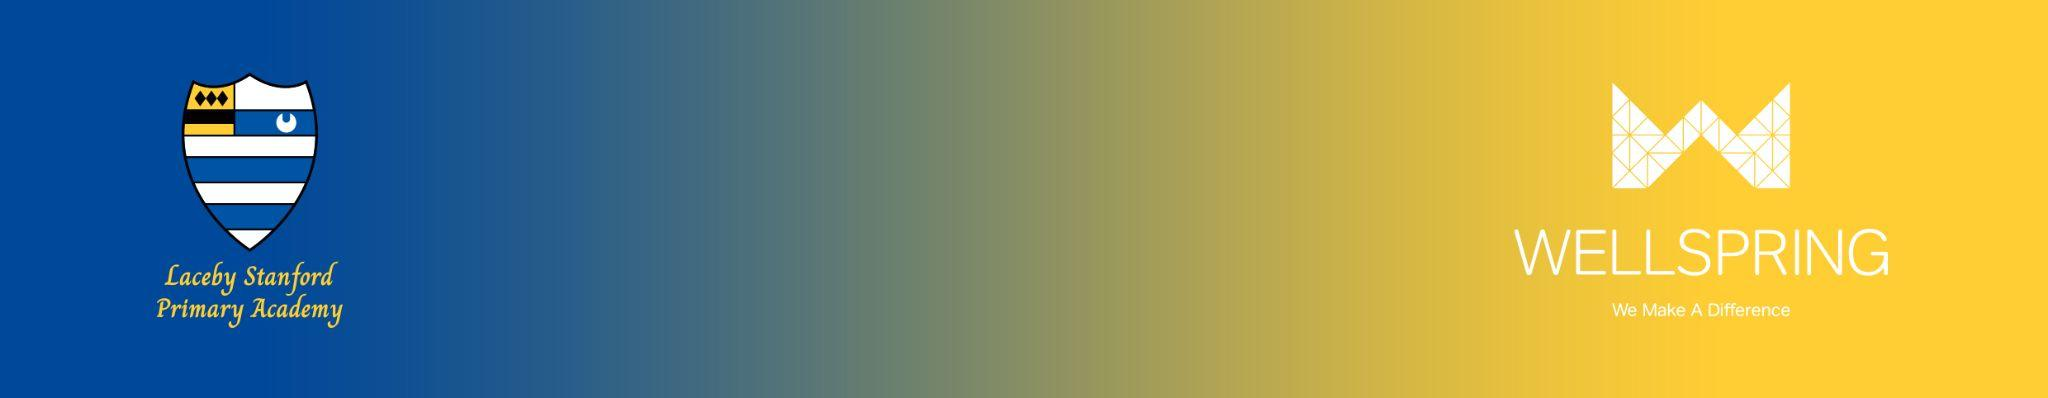 Laceby Stanford
Primary Academy
WELLSPRING
We Make A Difference